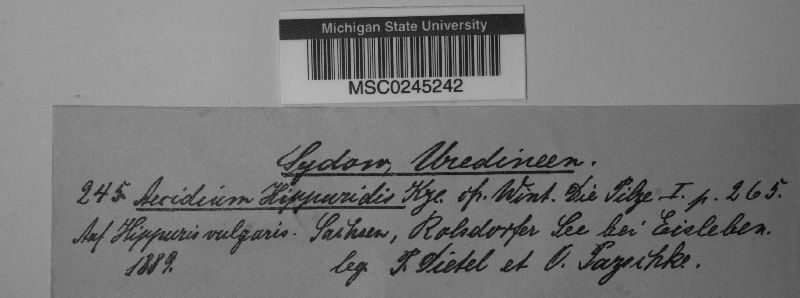 Michigan State University
MSC0245242
Sydow, Uredineen.
245. Aecidium Hippuridis Kze. cf. Wint. Die Pilze I. p. 265.
Auf Hippuris vulgaris. Sachsen, Rolsdorfer See bei Eisleben.
1889. leg. P. Dietel et O. Pazschke.